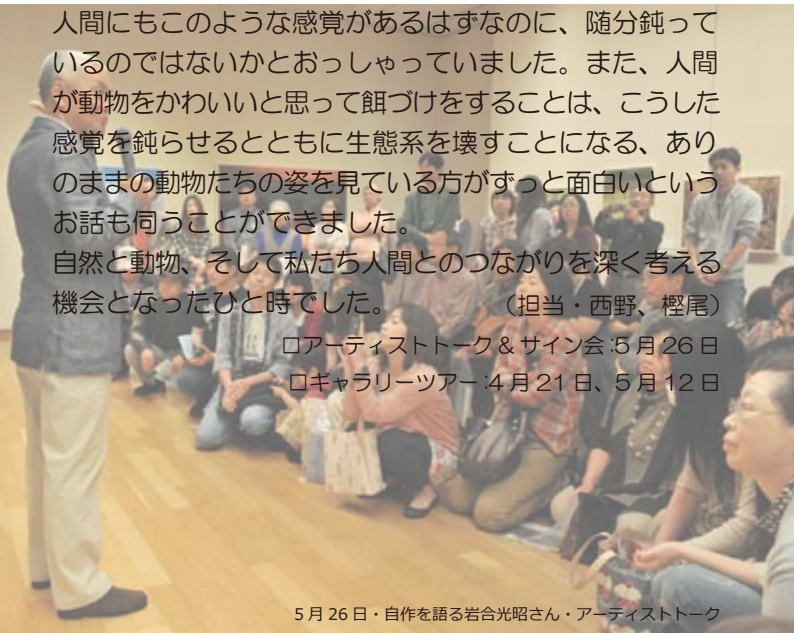 人間にもこのような感覚があるはずなのに、随分鈍って
いるのではないかとおっしゃっていました。また、人間
が動物をかわいいと思って餌づけをすることは、こうした
感覚を鈍らせるとともに生態系を壊すことになる、あり
のままの動物たちの姿を見ている方がずっと面白いという
お話も伺うことができました。
自然と動物、そして私たち人間とのつながりを深く考える
機会となったひと時でした。 （担当・西野、樫尾）
□アーティストトーク & サイン会:5月26日
□ギャラリーツアー:4月21日、5月12日
5月26日・自作を語る岩合光昭さん・アーティストトーク